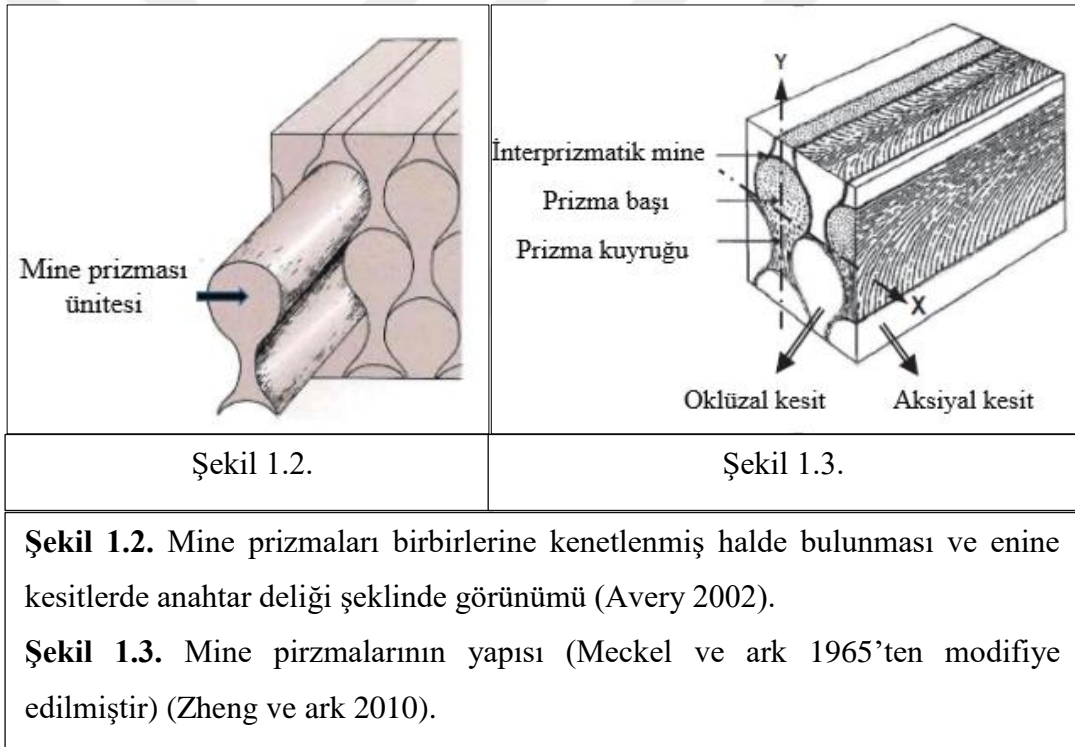 Mine prizması
ünitesi
Y
İnterprizmatik mine
Prizma başı
Prizma kuyruğu
X
Oklüzal kesit
Aksiyal kesit
Şekil 1.2.
Şekil 1.3.
Şekil 1.2. Mine prizmaları birbirlerine kenetlenmiş halde bulunması ve enine
kesitlerde anahtar deliği şeklinde görünümü (Avery 2002).
Şekil 1.3. Mine pirzmalarının yapısı (Meckel ve ark 1965’ten modifiye
edilmiştir) (Zheng ve ark 2010).